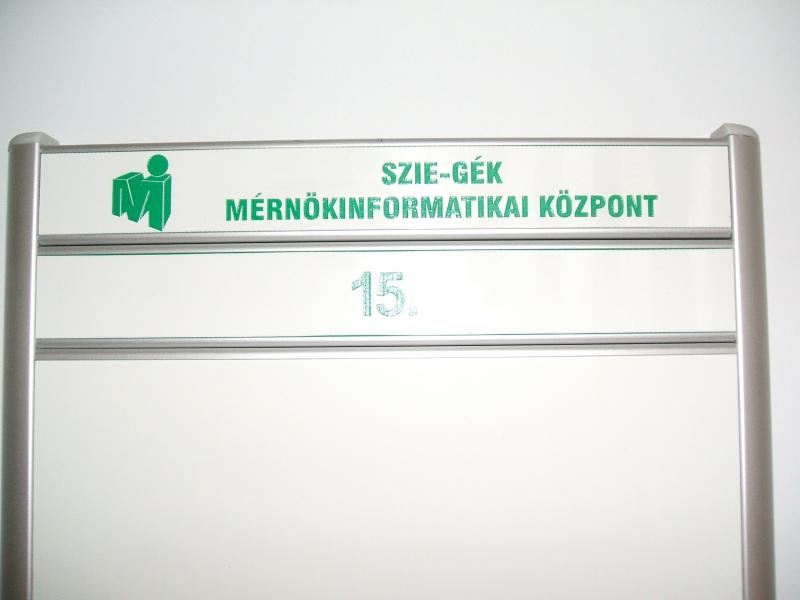 SZIE-GÉK
MÉRNÖKINFORMATIKAI KÖZPONT
15.